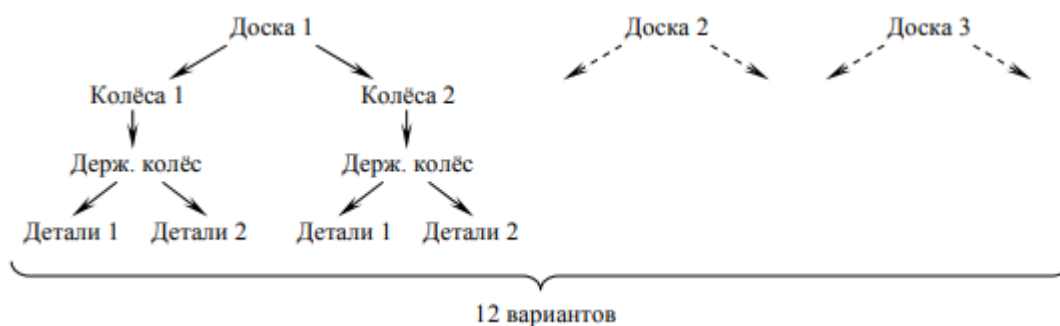 Доска 1 Доска 2 Доска 3
Колёса 1 Колёса 2
Держ. колёс Держ. колёс
Детали 1 Детали 2 Детали 1 Детали 2
12 вариантов